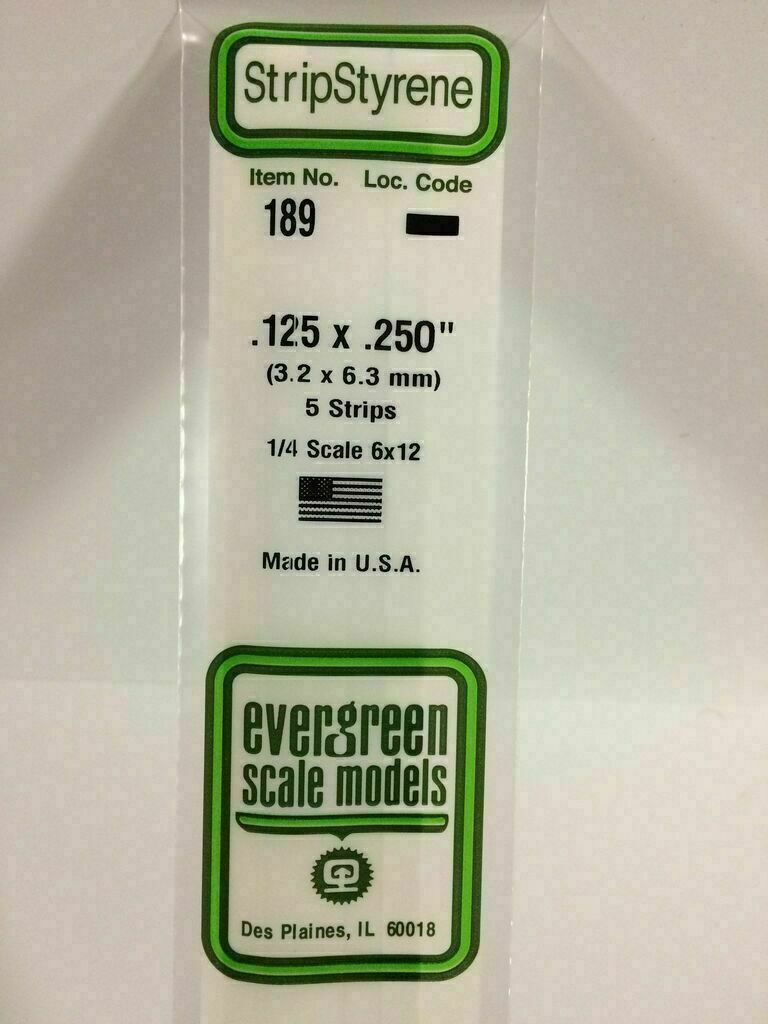 StripStyrene
Item No. Loc. Code
189
.125 x .250"
(3.2 x 6.3 mm)
5 Strips
1/4 Scale 6x12
Made in U.S.A.
evergreen
scale models
Des Plaines, IL 60018